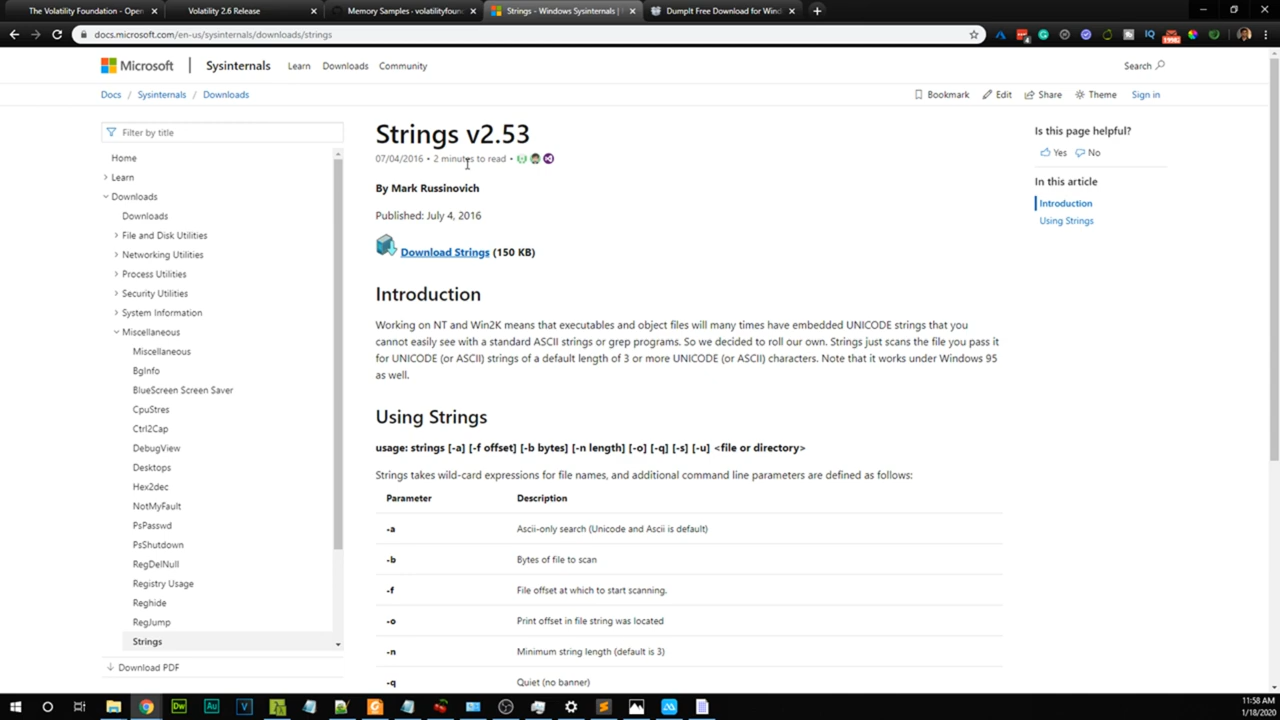 The Volatility Foundation - Open
Volatility 2.6 Release
Memory Samples - volatilityfoun
Strings - Windows Sysinternals |
DumpIt Free Download for Wind
docs.microsoft.com/en-us/sysinternals/downloads/strings
Microsoft
Sysinternals
Learn
Downloads
Community
Search
Docs / Sysinternals / Downloads
Bookmark
Edit
Share
Theme
Sign in
Filter by title
Home
Learn
Downloads
Downloads
File and Disk Utilities
Networking Utilities
Process Utilities
Security Utilities
System Information
Miscellaneous
Miscellaneous
BgInfo
BlueScreen Screen Saver
CpuStres
Ctrl2Cap
DebugView
Desktops
Hex2dec
NotMyFault
PsPasswd
PsShutdown
RegDelNull
Registry Usage
Reghide
RegJump
Strings
Download PDF
Strings v2.53
07/04/2016 • 2 minutes to read •
By Mark Russinovich
Published: July 4, 2016
Download Strings (150 KB)
Introduction
Working on NT and Win2K means that executables and object files will many times have embedded UNICODE strings that you
cannot easily see with a standard ASCII strings or grep programs. So we decided to roll our own. Strings just scans the file you pass it
for UNICODE (or ASCII) strings of a default length of 3 or more UNICODE (or ASCII) characters. Note that it works under Windows 95
as well.
Using Strings
usage: strings [-a] [-f offset] [-b bytes] [-n length] [-o] [-q] [-s] [-u] <file or directory>
Strings takes wild-card expressions for file names, and additional command line parameters are defined as follows:
Parameter Description
-a Ascii-only search (Unicode and Ascii is default)
-b Bytes of file to scan
-f File offset at which to start scanning.
-o Print offset in file string was located
-n Minimum string length (default is 3)
-q Quiet (no banner)
Is this page helpful?
Yes No
In this article
Introduction
Using Strings
11:58 AM
1/18/2020